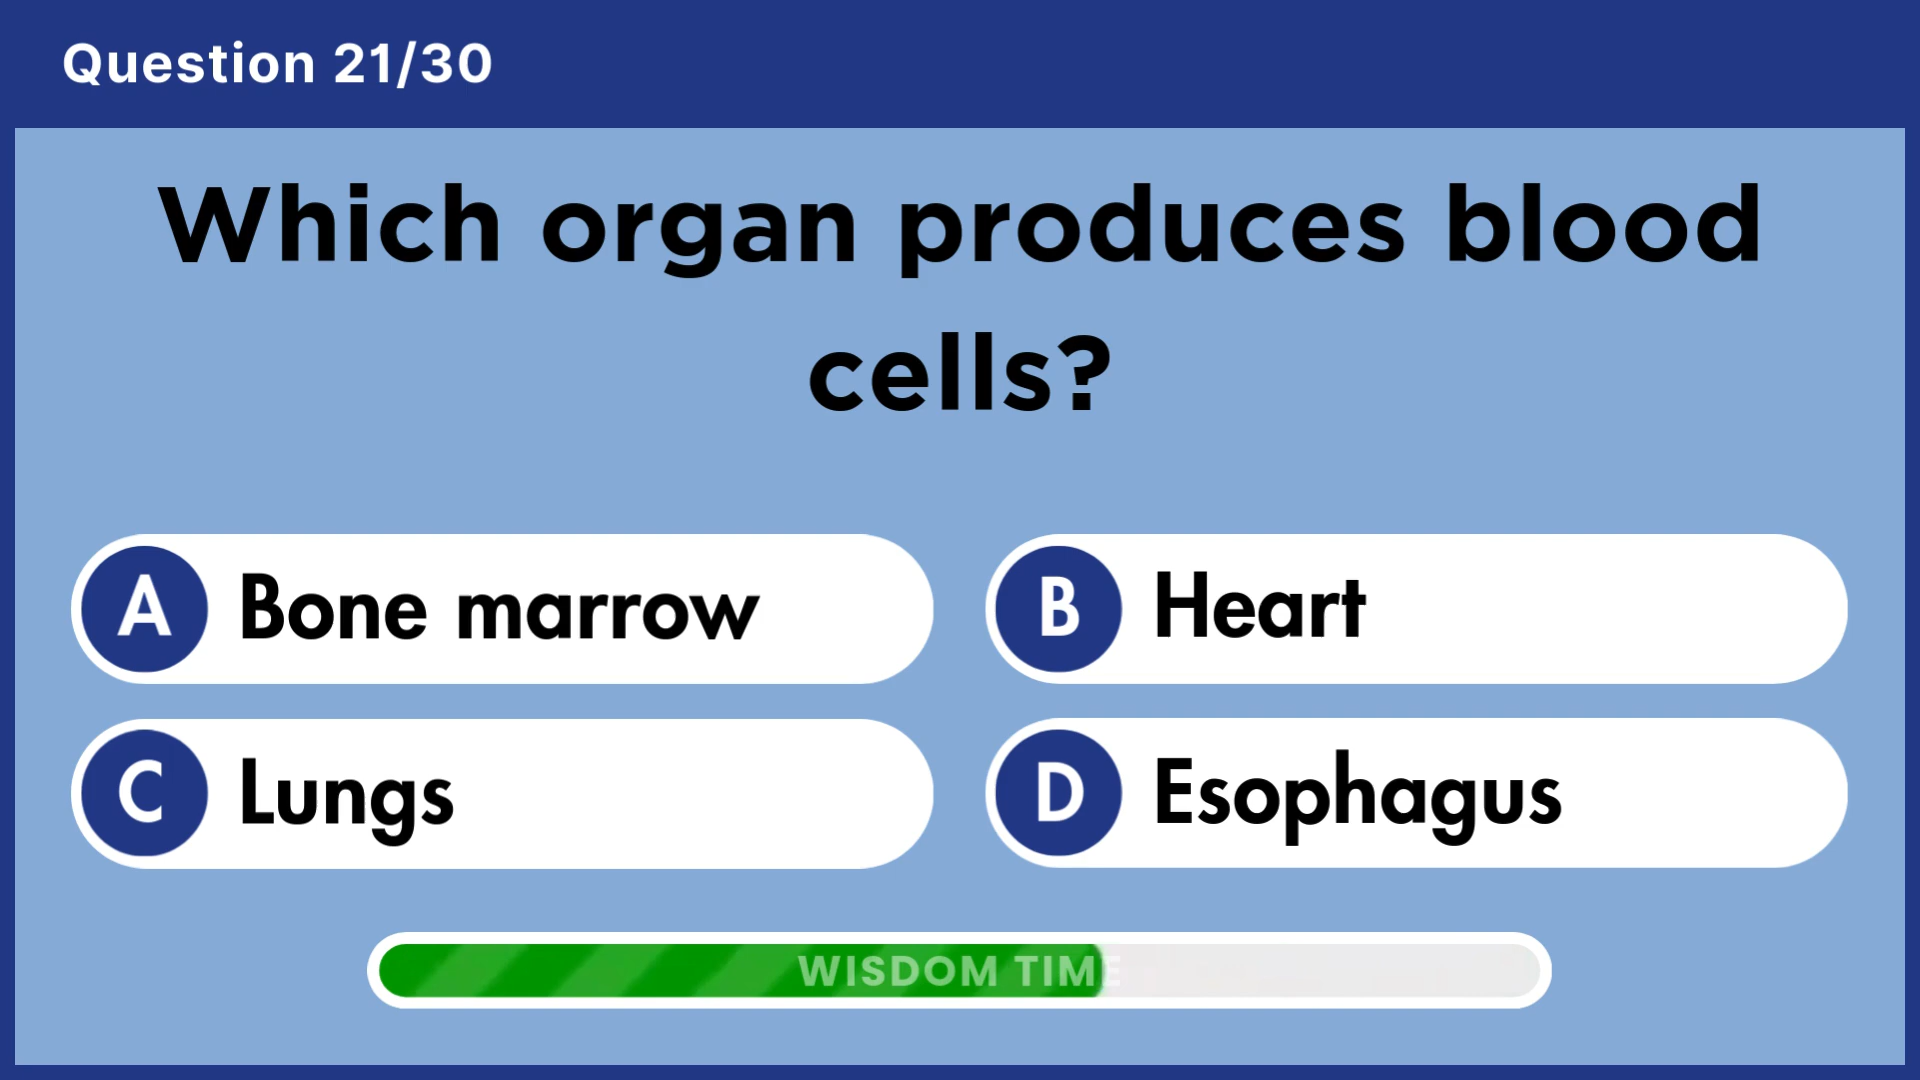 Question 21/30
Which organ produces blood
cells?
A Bone marrow
B Heart
C Lungs
D Esophagus
WISDOM TIME